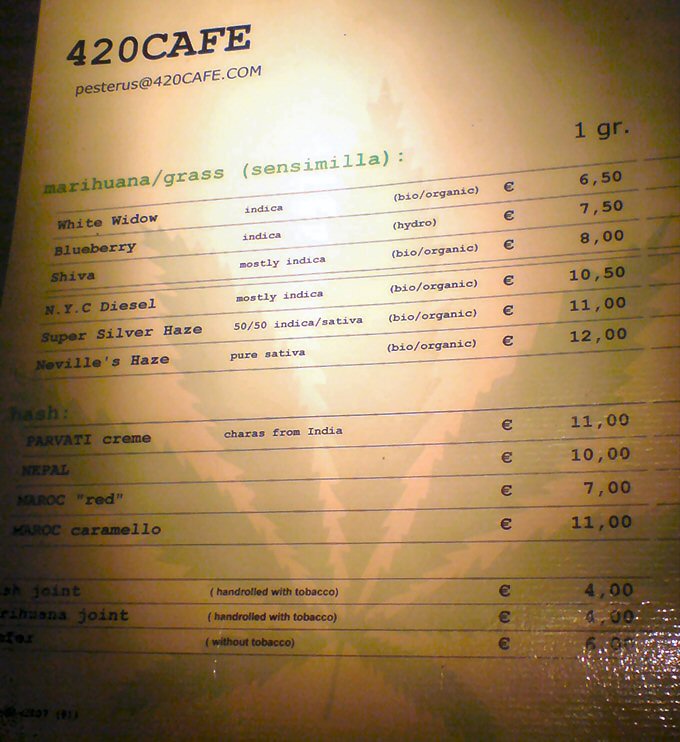 420CAFE
pesterus@420CAFE.COM
1 gr.
marihuana/grass (sensimilla):
White Widow indica (bio/organic) € 6,50
Blueberry indica (hydro) € 7,50
Shiva mostly indica (bio/organic) € 8,00
N.Y.C Diesel mostly indica (bio/organic) € 10,50
Super Silver Haze 50/50 indica/sativa (bio/organic) € 11,00
Neville's Haze pure sativa (bio/organic) € 12,00
hash:
PARVATI creme charas from India € 11,00
NEPAL € 10,00
MAROC "red" € 7,00
MAROC caramello € 11,00
joint (handrolled with tobacco) € 4,00
joint (handrolled with tobacco) € 4,00
(without tobacco) € 6,00